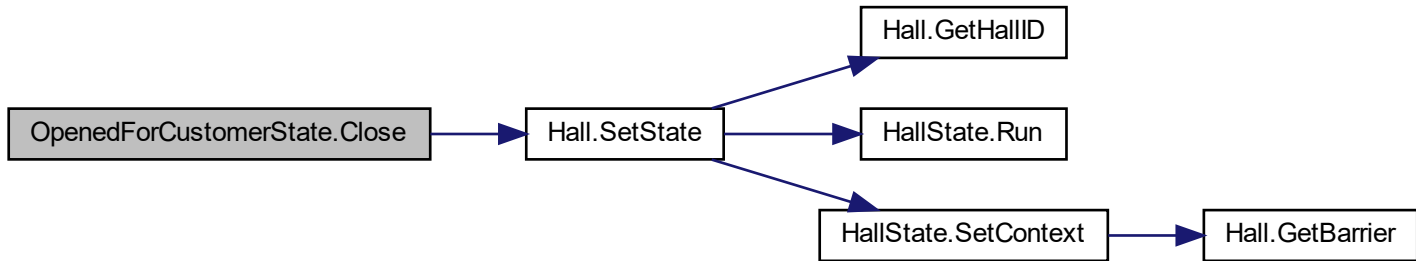 Hall.GetHallID
OpenedForCustomerState.Close
Hall.SetState
HallState.Run
HallState.SetContext
Hall.GetBarrier